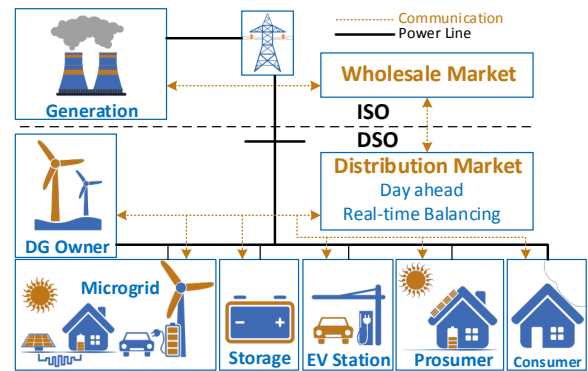 Communication
Power Line
Generation
Wholesale Market
ISO
DSO
Distribution Market
Day ahead
Real-time Balancing
DG Owner
Microgrid
Storage
EV Station
Prosumer
Consumer